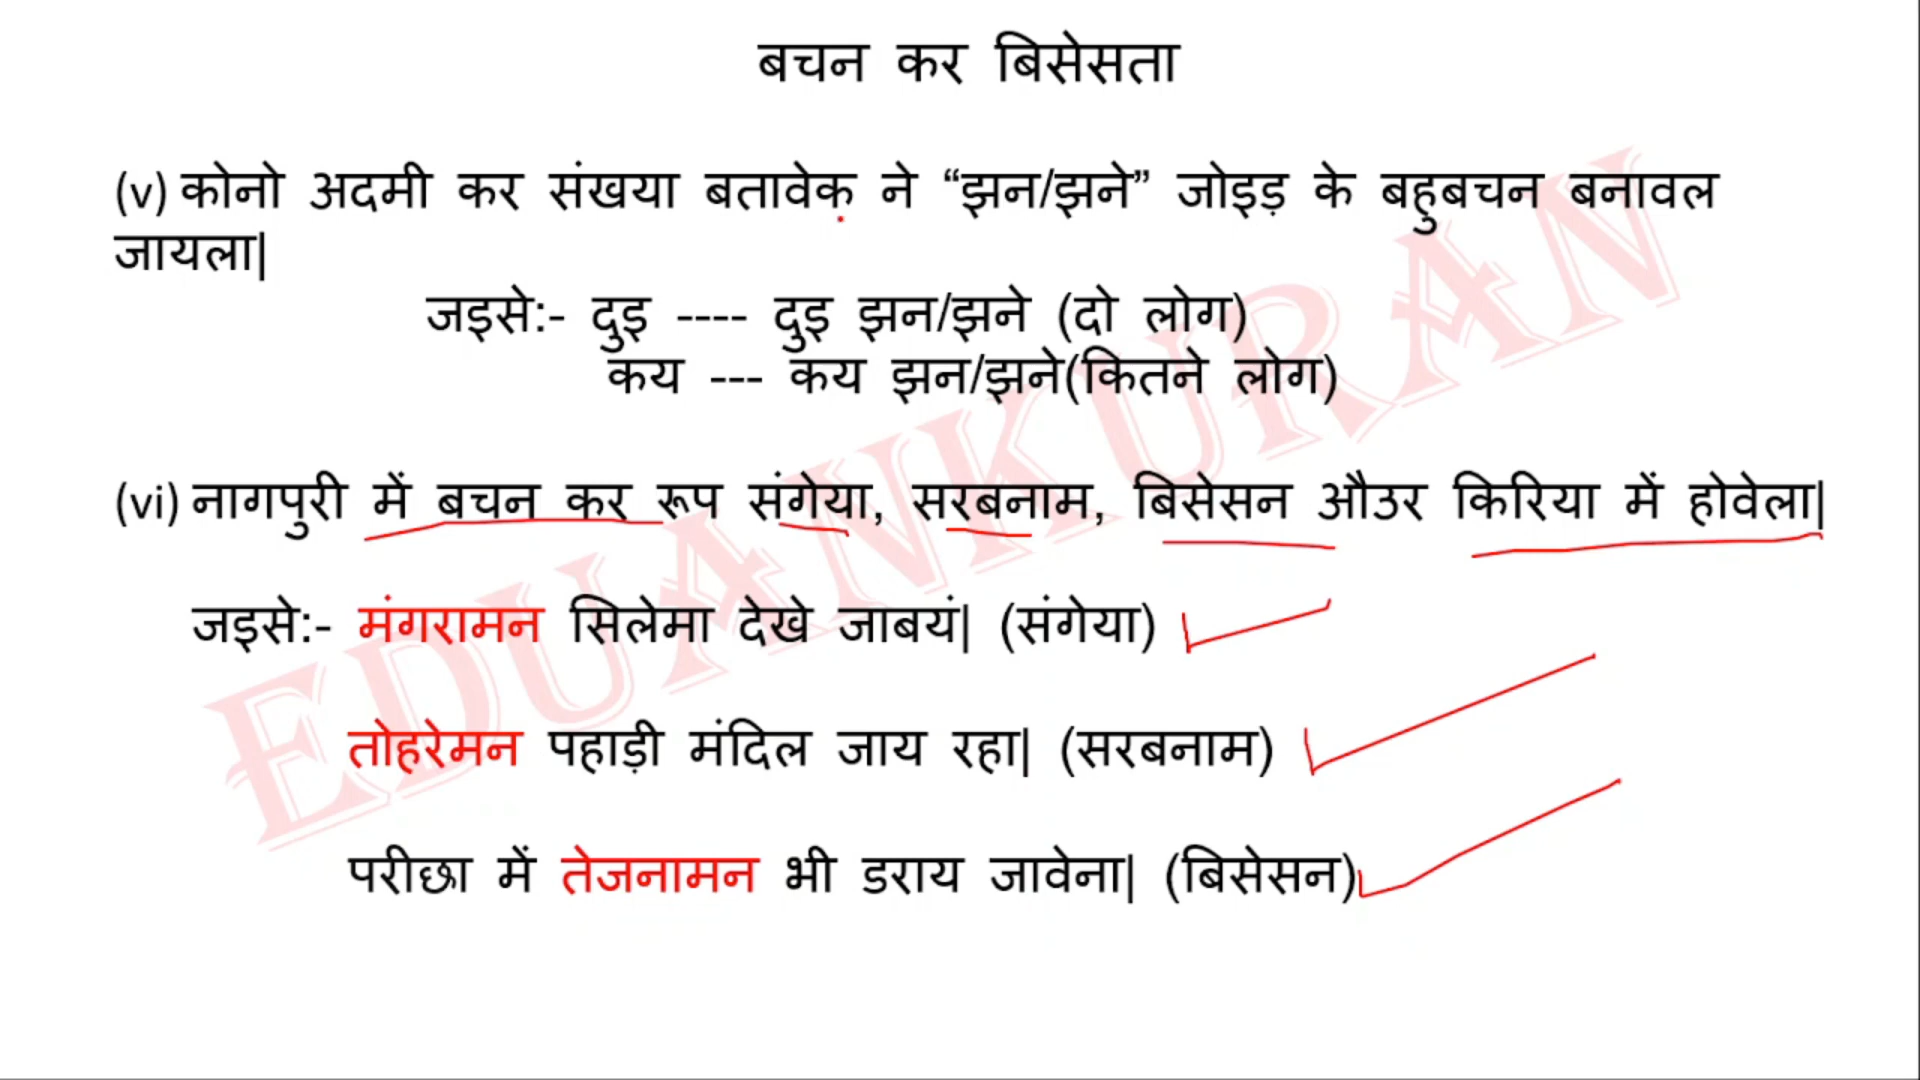 बचन कर बिसेसता
(v) कोनो अदमी कर संखया बतावेक ने “झन/झने” जोइड़ के बहुबचन बनावल
जायला|
जइसे:- दुइ ---- दुइ झन/झने (दो लोग)
कय --- कय झन/झने(कितने लोग)
(vi) नागपुरी में बचन कर रूप संगेया, सरबनाम, बिसेसन औउर किरिया में होवेला|
जइसे:- मंगरामन सिलेमा देखे जाबयं| (संगेया)
तोहरेमन पहाड़ी मंदिल जाय रहा| (सरबनाम)
परीछा में तेजनामन भी डराय जावेना| (बिसेसन)
EDUANKURAN